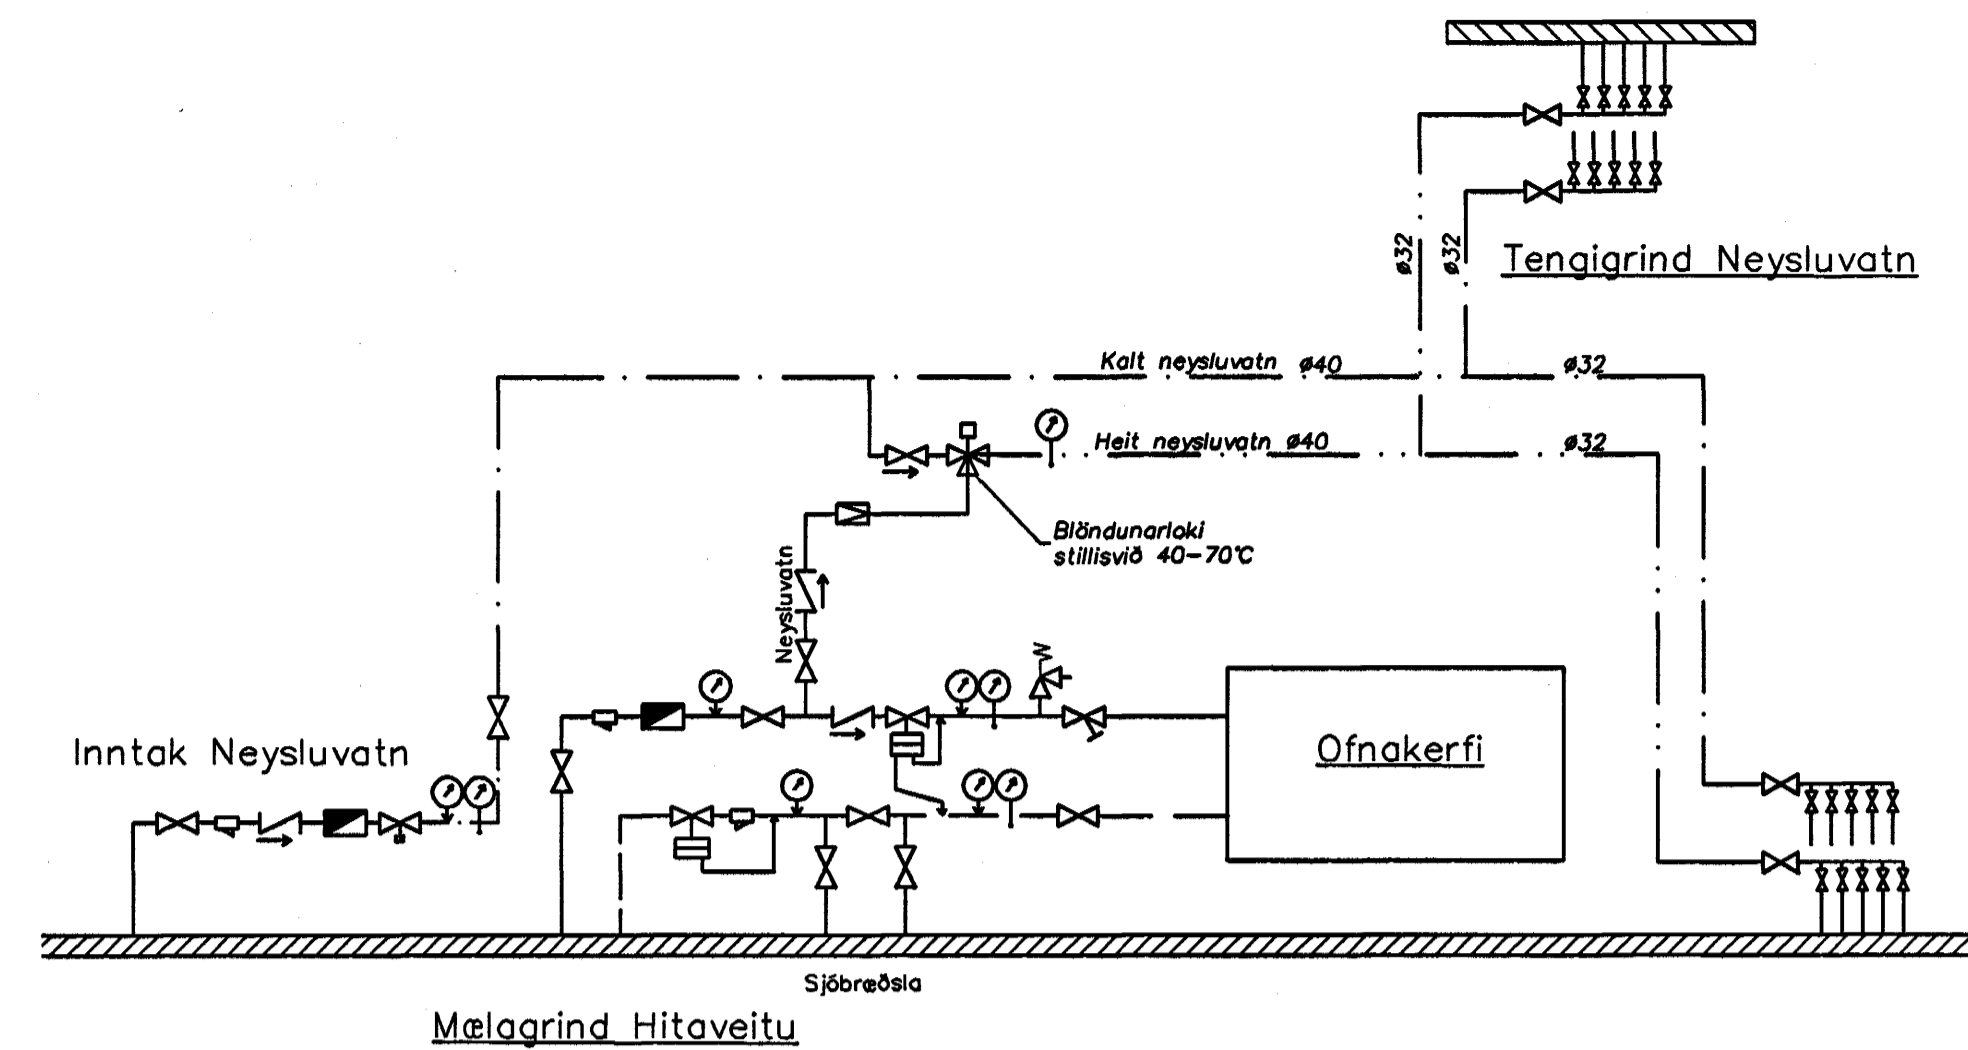 ø32
ø32
Tengigrind Neysluvatn
Kalt neysluvatn ø40
ø32
Heit neysluvatn ø40
ø32
Blöndunarloki
stillisvið 40-70°C
Neysluvatn
Inntak Neysluvatn
Ofnakerfi
Sjóbræðsla
Mælagrind Hitaveitu